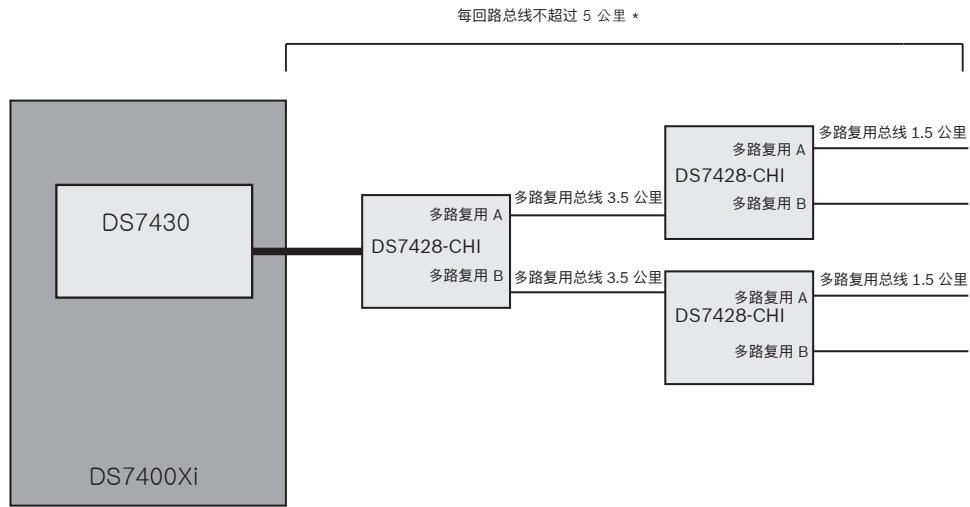 每回路总线不超过 5 公里 *
DS7430
DS7400Xi
多路复用 A
DS7428-CHI
多路复用 B
多路复用总线 3.5 公里
多路复用总线 3.5 公里
多路复用 A
DS7428-CHI
多路复用 B
多路复用总线 1.5 公里
多路复用 A
DS7428-CHI
多路复用 B
多路复用总线 1.5 公里